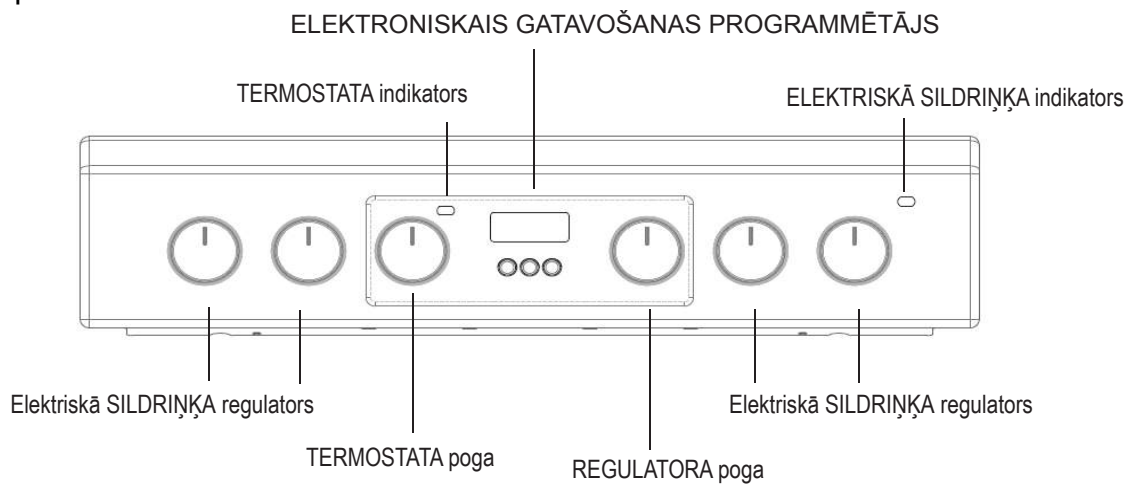 ELEKTRONISKAIS GATAVOŠANAS PROGRAMMĒTĀJS
TERMOSTATA indikators
ELEKTRISKĀ SILDRIŅĶA indikators
Elektriskā SILDRIŅĶA regulators
Elektriskā SILDRIŅĶA regulators
TERMOSTATA poga
REGULATORA poga